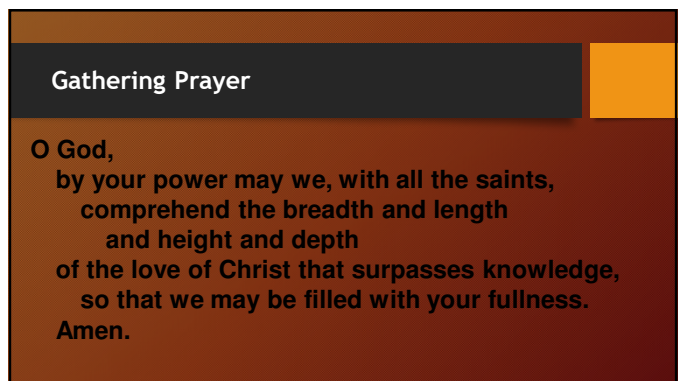 Gathering Prayer
O God,
by your power may we, with all the saints,
comprehend the breadth and length
and height and depth
of the love of Christ that surpasses knowledge,
so that we may be filled with your fullness.
Amen.